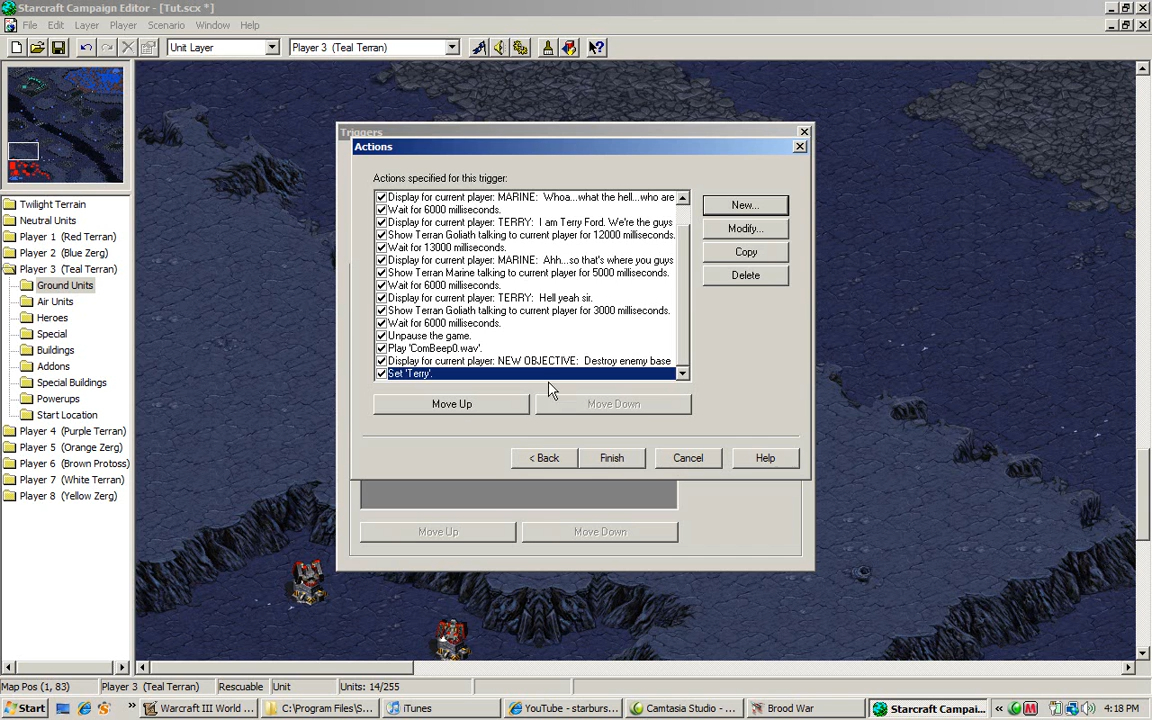 Starcraft Campaign Editor - [Tut.scx *]
File Edit Layer Player Scenario Window Help
Unit Layer Player 3 (Teal Terran)
Twilight Terrain
Neutral Units
Player 1 (Red Terran)
Player 2 (Blue Zerg)
Player 3 (Teal Terran)
Ground Units
Air Units
Heroes
Special
Buildings
Addons
Special Buildings
Powerups
Start Location
Player 4 (Purple Terran)
Player 5 (Orange Zerg)
Player 6 (Brown Protoss)
Player 7 (White Terran)
Player 8 (Yellow Zerg)
Triggers
Actions
Actions specified for this trigger:
Display for current player: MARINE: Whoa...what the hell...who are
Wait for 6000 milliseconds.
Display for current player: TERRY: I am Terry Ford. We're the guys
Show Terran Goliath talking to current player for 12000 milliseconds.
Wait for 13000 milliseconds.
Display for current player: MARINE: Ahh...so that's where you guys
Show Terran Marine talking to current player for 5000 milliseconds.
Wait for 6000 milliseconds.
Display for current player: TERRY: Hell yeah sir.
Show Terran Goliath talking to current player for 3000 milliseconds.
Wait for 6000 milliseconds.
Unpause the game.
Play 'ComBeep0.wav'.
Display for current player: NEW OBJECTIVE: Destroy enemy base
Set 'Terry'.
New...
Modify...
Copy
Delete
Move Up Move Down
< Back Finish Cancel Help
Move Up Move Down
Map Pos (1, 83) Player 3 (Teal Terran) Rescuable Unit Units: 14/255
Start » Warcraft III World ... C:\Program Files\S... iTunes YouTube - starburs... Camtasia Studio - ... Brood War Starcraft Campai... « 4:18 PM